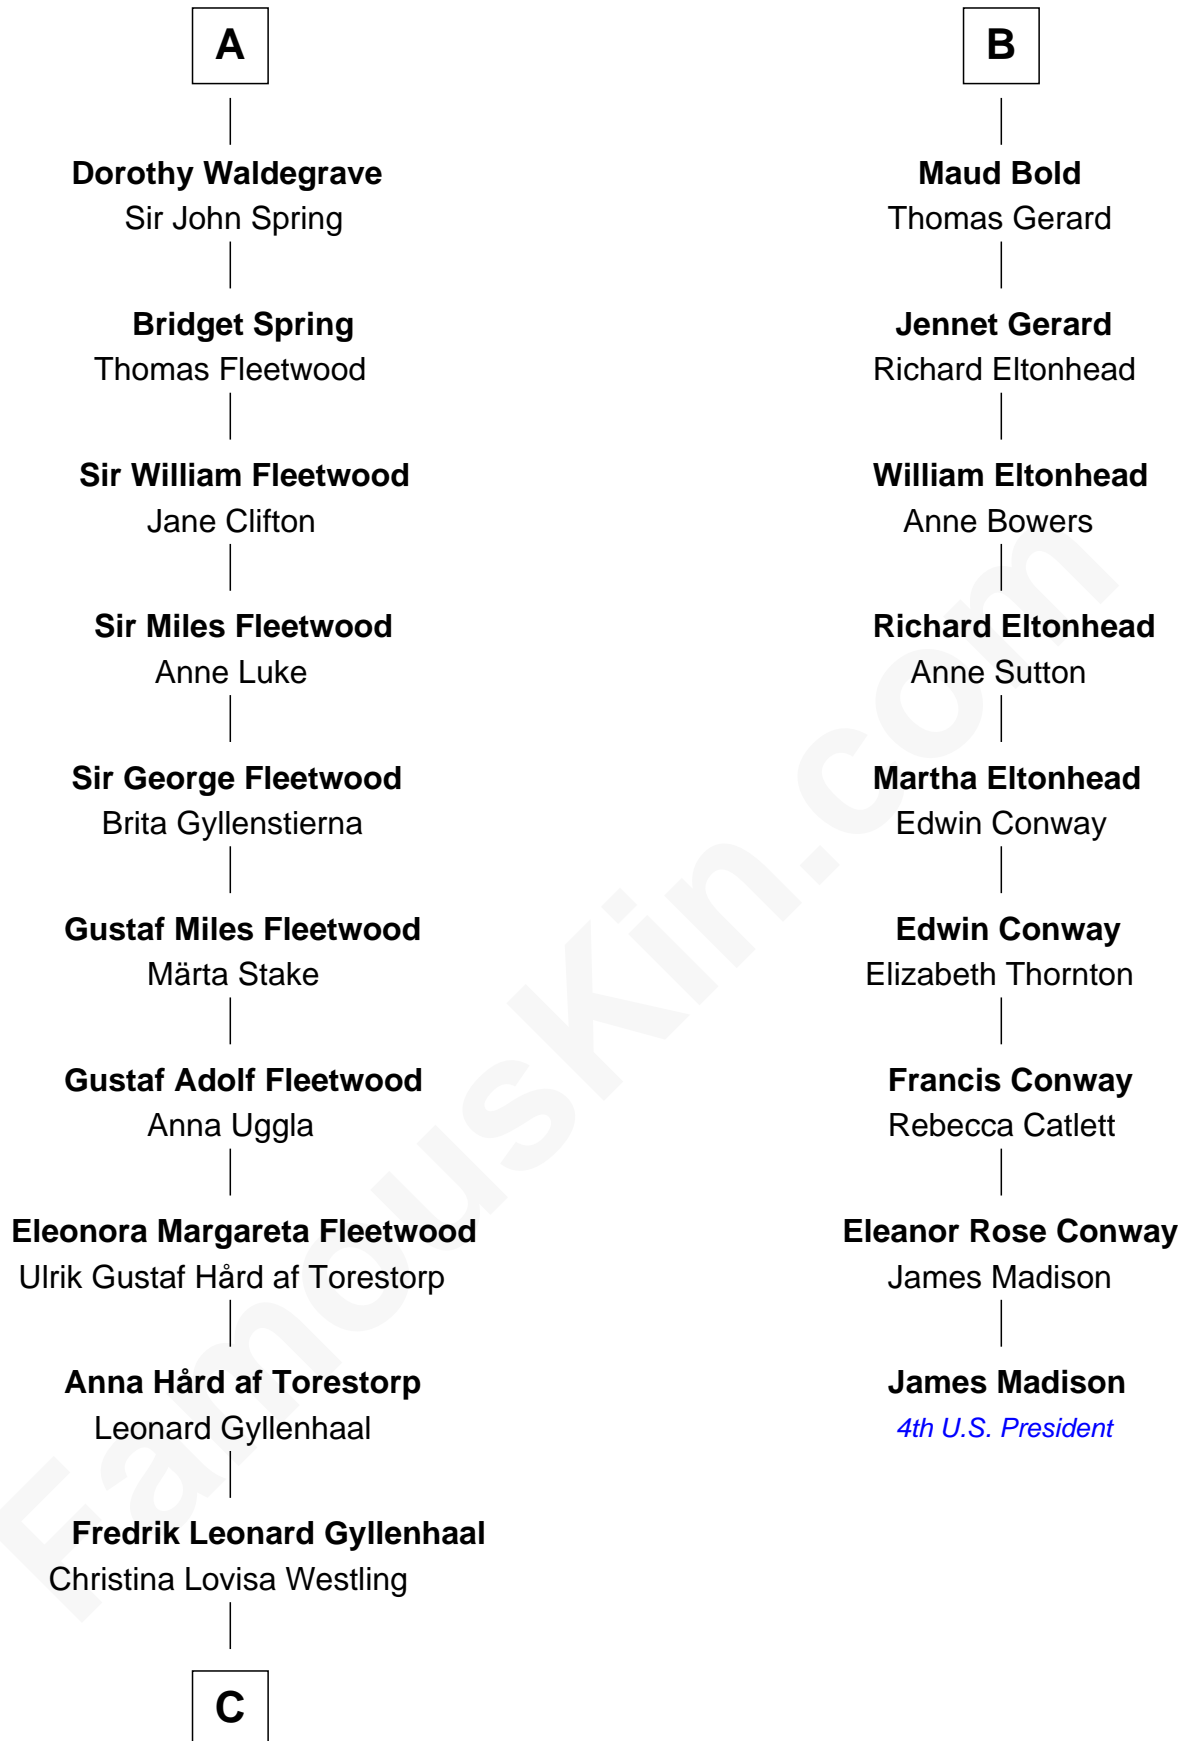 A
Dorothy Waldegrave
Sir John Spring
Bridget Spring
Thomas Fleetwood
Sir William Fleetwood
Jane Clifton
Sir Miles Fleetwood
Anne Luke
Sir George Fleetwood
Brita Gyllenstierna
Gustaf Miles Fleetwood
Märta Stake
Gustaf Adolf Fleetwood
Anna Uggla
Eleonora Margareta Fleetwood
Ulrik Gustaf Hård af Torestorp
Anna Hård af Torestorp
Leonard Gyllenhaal
Fredrik Leonard Gyllenhaal
Christina Lovisa Westling
C
B
Maud Bold
Thomas Gerard
Jennet Gerard
Richard Eltonhead
William Eltonhead
Anne Bowers
Richard Eltonhead
Anne Sutton
Martha Eltonhead
Edwin Conway
Edwin Conway
Elizabeth Thornton
Francis Conway
Rebecca Catlett
Eleanor Rose Conway
James Madison
James Madison
4th U.S. President
FamousKin.com